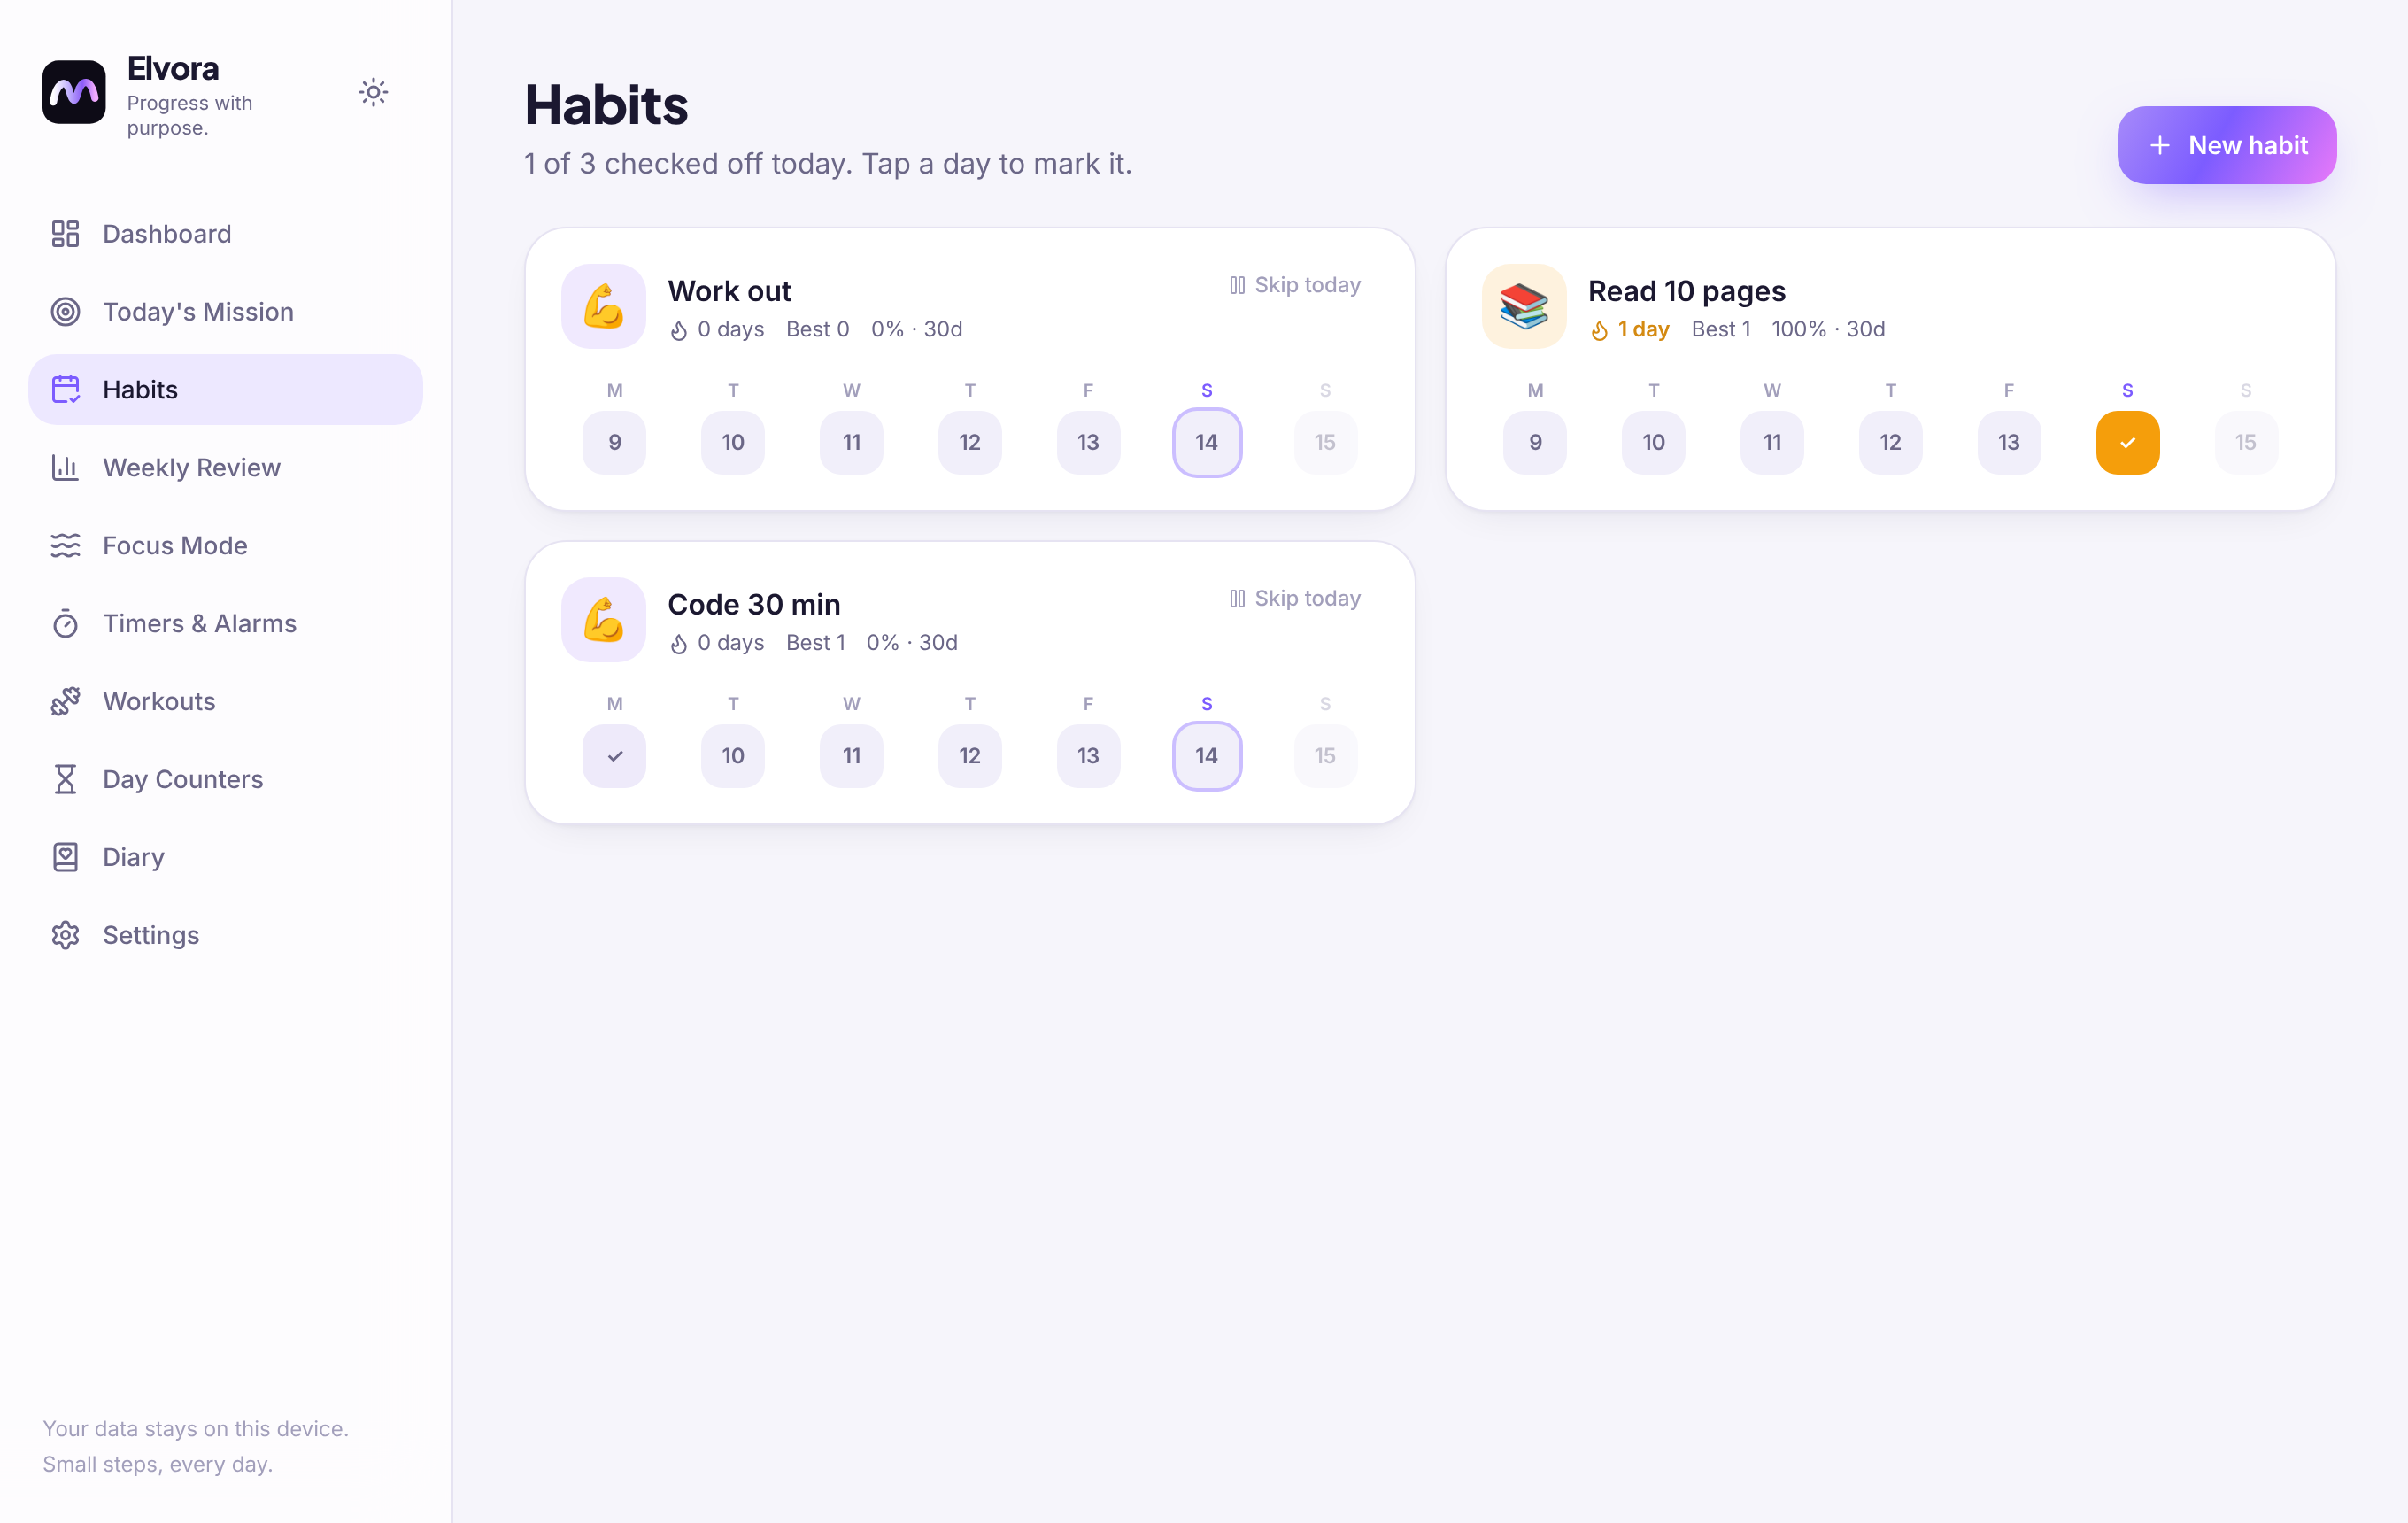 Elvora
Progress with
purpose.
Dashboard
Today's Mission
Habits
Weekly Review
Focus Mode
Timers & Alarms
Workouts
Day Counters
Diary
Settings
Your data stays on this device.
Small steps, every day.
Habits
1 of 3 checked off today. Tap a day to mark it.
New habit
Work out
Skip today
0 days Best 0 0% · 30d
M T W T F S S
9 10 11 12 13 14 15
Read 10 pages
1 day Best 1 100% · 30d
M T W T F S S
9 10 11 12 13 15
Code 30 min
Skip today
0 days Best 1 0% · 30d
M T W T F S S
10 11 12 13 14 15